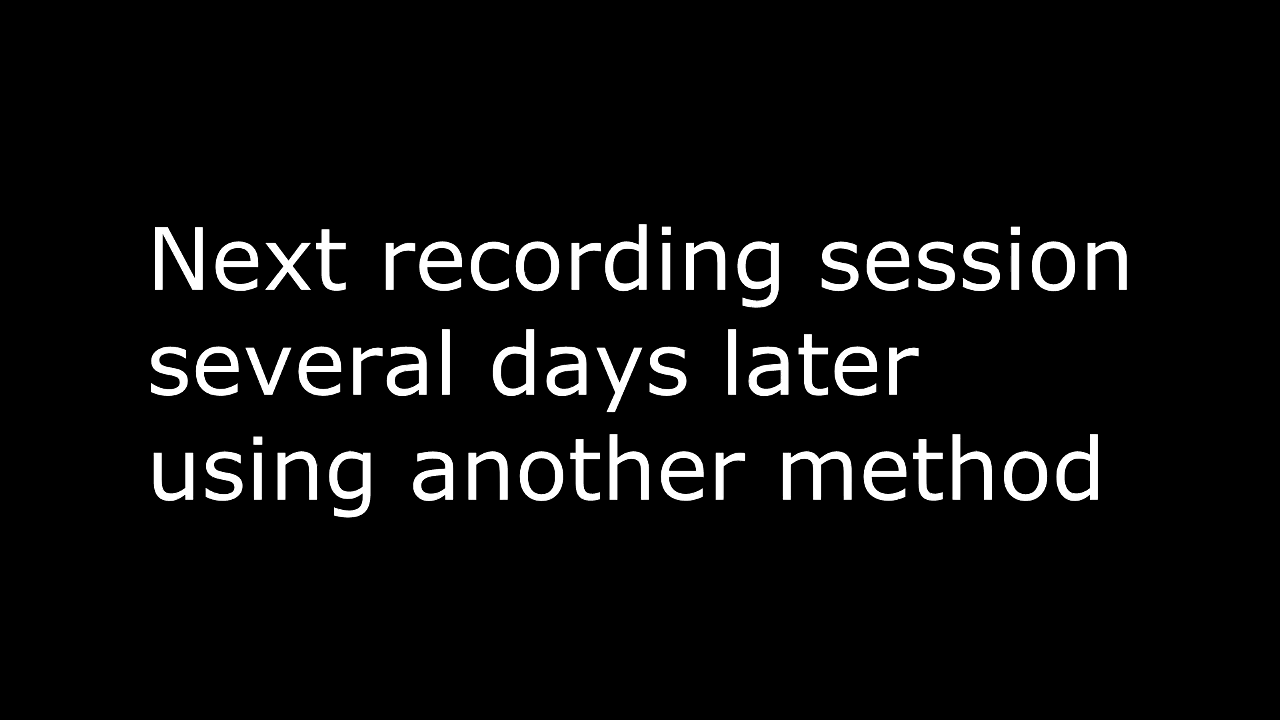 Next recording session
several days later
using another method